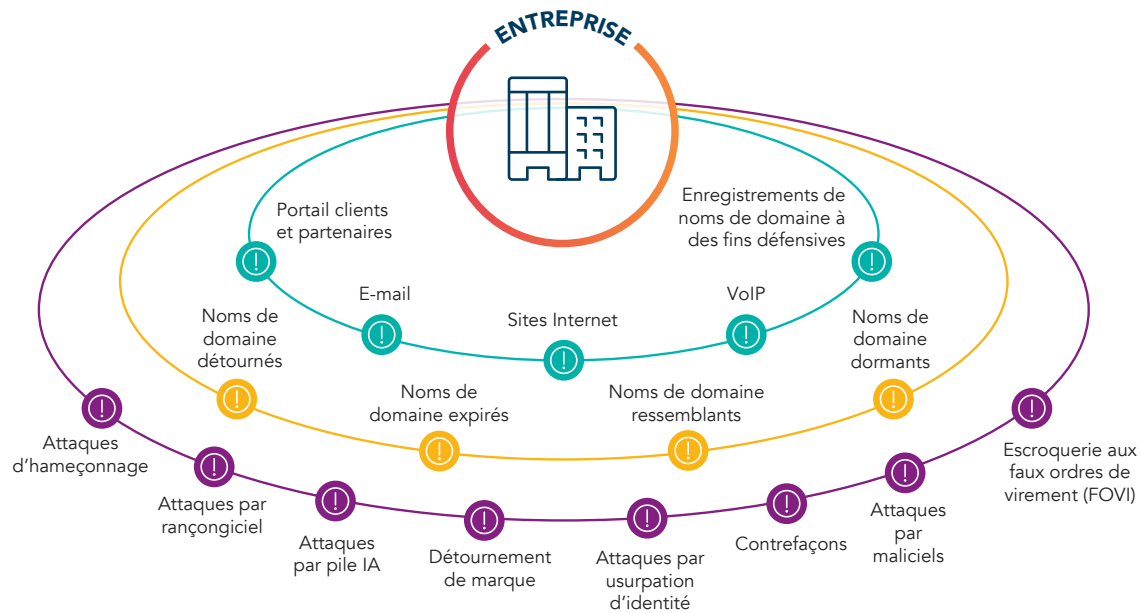 ENTREPRISE
Portail clients
et partenaires
Enregistrements de
noms de domaine à
des fins défensives
E-mail
VoIP
Sites Internet
Noms de
domaine
détournés
Noms de
domaine
dormants
Noms de
domaine expirés
Noms de domaine
ressemblants
Attaques
d’hameçonnage
Attaques par
rançongiciel
Attaques
par pile IA
Détournement
de marque
Attaques par
usurpation
d’identité
Contrefaçons
Attaques
par
maliciels
Escroquerie aux
faux ordres de
virement (FOVI)